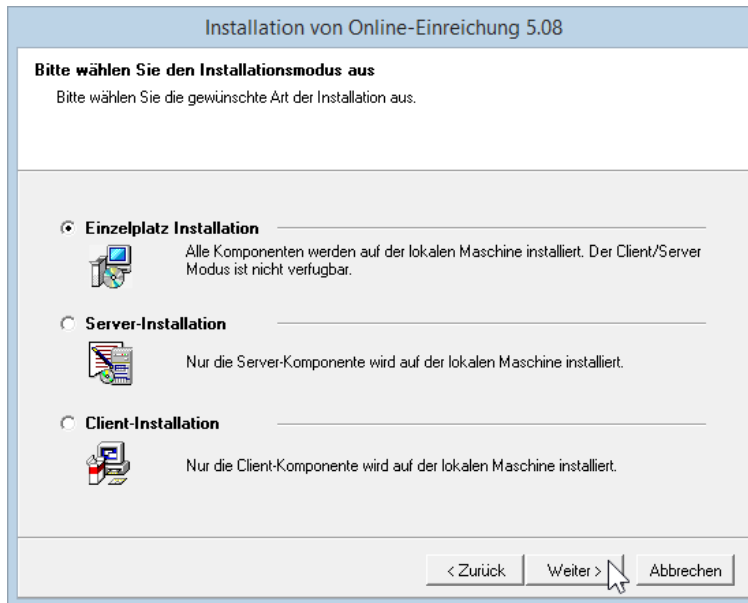 Installation von Online-Einreichung 5.08
Bitte wählen Sie den Installationsmodus aus
Bitte wählen Sie die gewünschte Art der Installation aus.
Einzelplatz Installation
Alle Komponenten werden auf der lokalen Maschine installiert. Der Client/Server
Modus ist nicht verfugbar.
Server-Installation
Nur die Server-Komponente wird auf der lokalen Maschine installiert.
Client-Installation
Nur die Client-Komponente wird auf der lokalen Maschine installiert.
< Zurück Weiter > Abbrechen